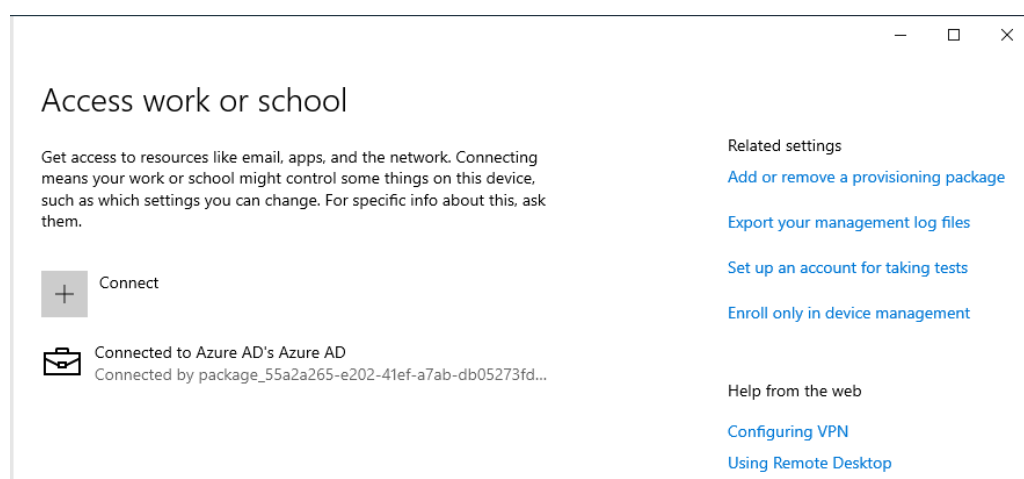 Access work or school
Get access to resources like email, apps, and the network. Connecting
means your work or school might control some things on this device,
such as which settings you can change. For specific info about this, ask
them.
Connect
Connected to Azure AD's Azure AD
Connected by package_55a2a265-e202-41ef-a7ab-db05273fd...
Related settings
Add or remove a provisioning package
Export your management log files
Set up an account for taking tests
Enroll only in device management
Help from the web
Configuring VPN
Using Remote Desktop